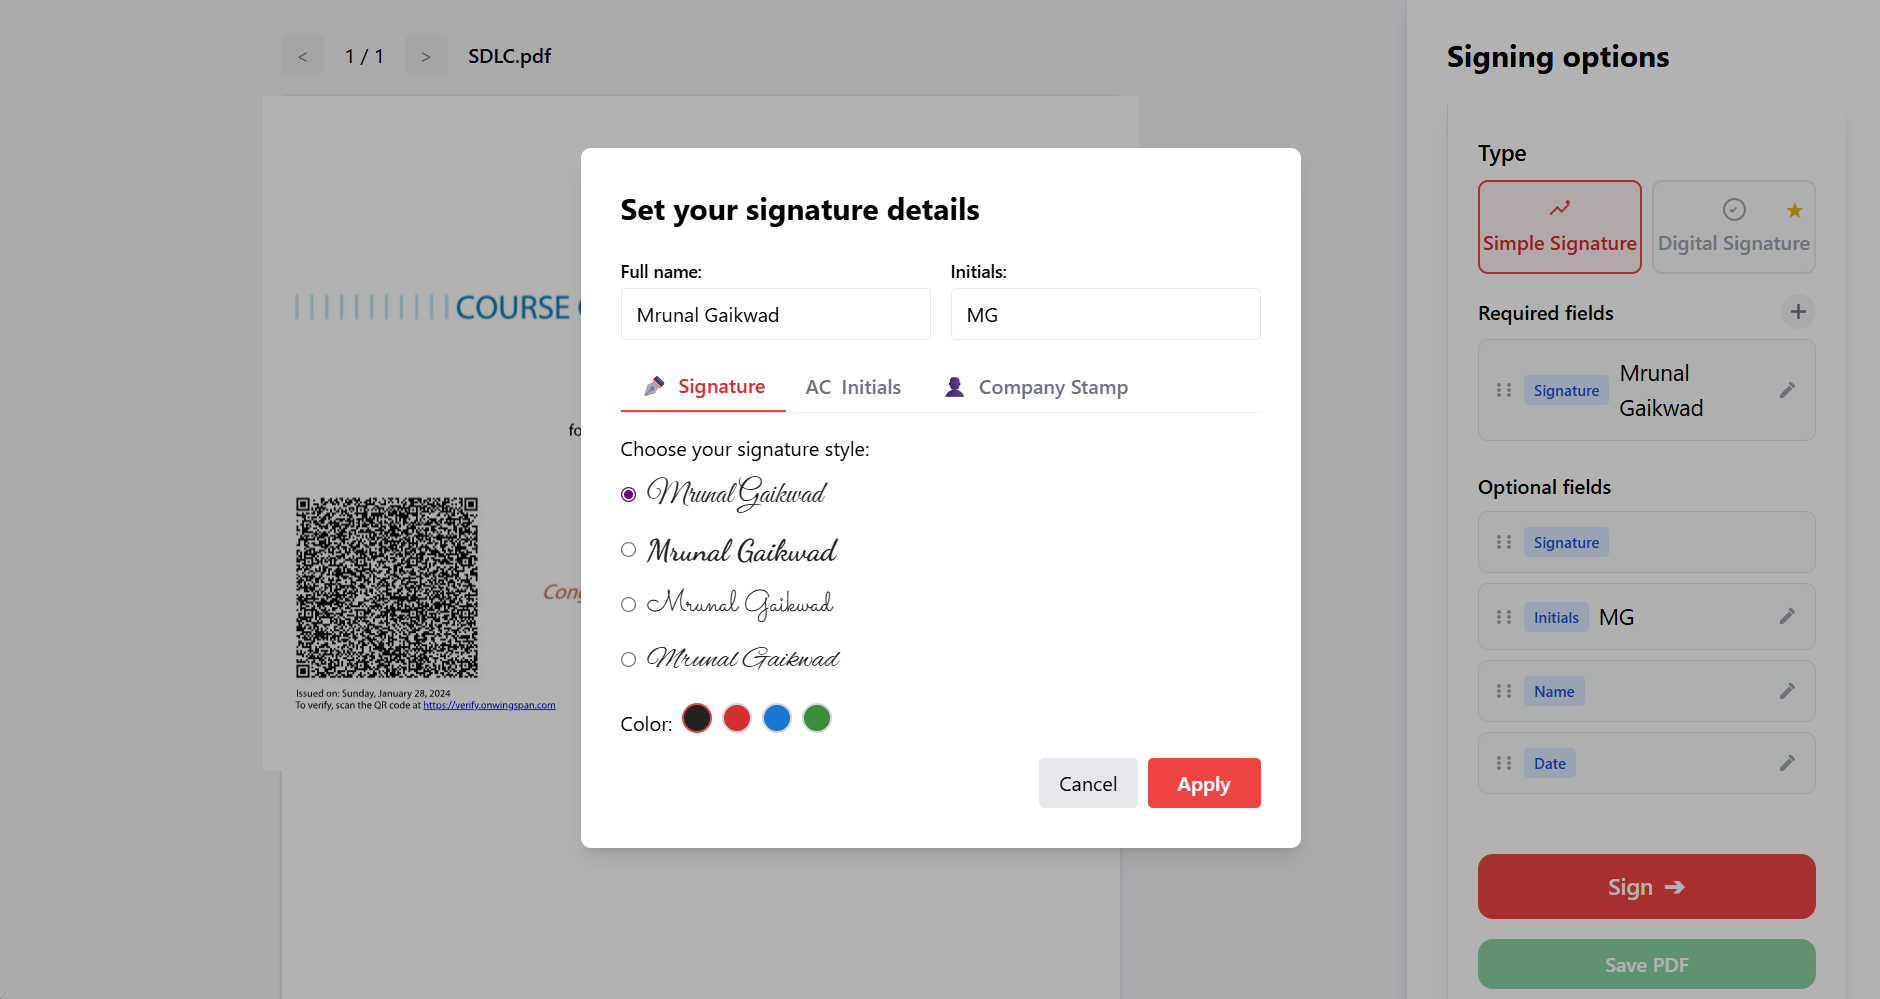 < 1 / 1 > SDLC.pdf
COURSE
fo
Issued on: Sunday, January 28, 2024
To verify, scan the QR code at https://verify.onwingspan.com
Set your signature details
Full name: Initials:
Mrunal Gaikwad MG
Signature AC Initials Company Stamp
Choose your signature style:
Mrunal Gaikwad
Mrunal Gaikwad
Mrunal Gaikwad
Mrunal Gaikwad
Color:
Cancel Apply
Signing options
Type
Simple Signature Digital Signature
Required fields +
Signature Mrunal
Gaikwad
Optional fields
Signature
Initials MG
Name
Date
Sign ➔
Save PDF